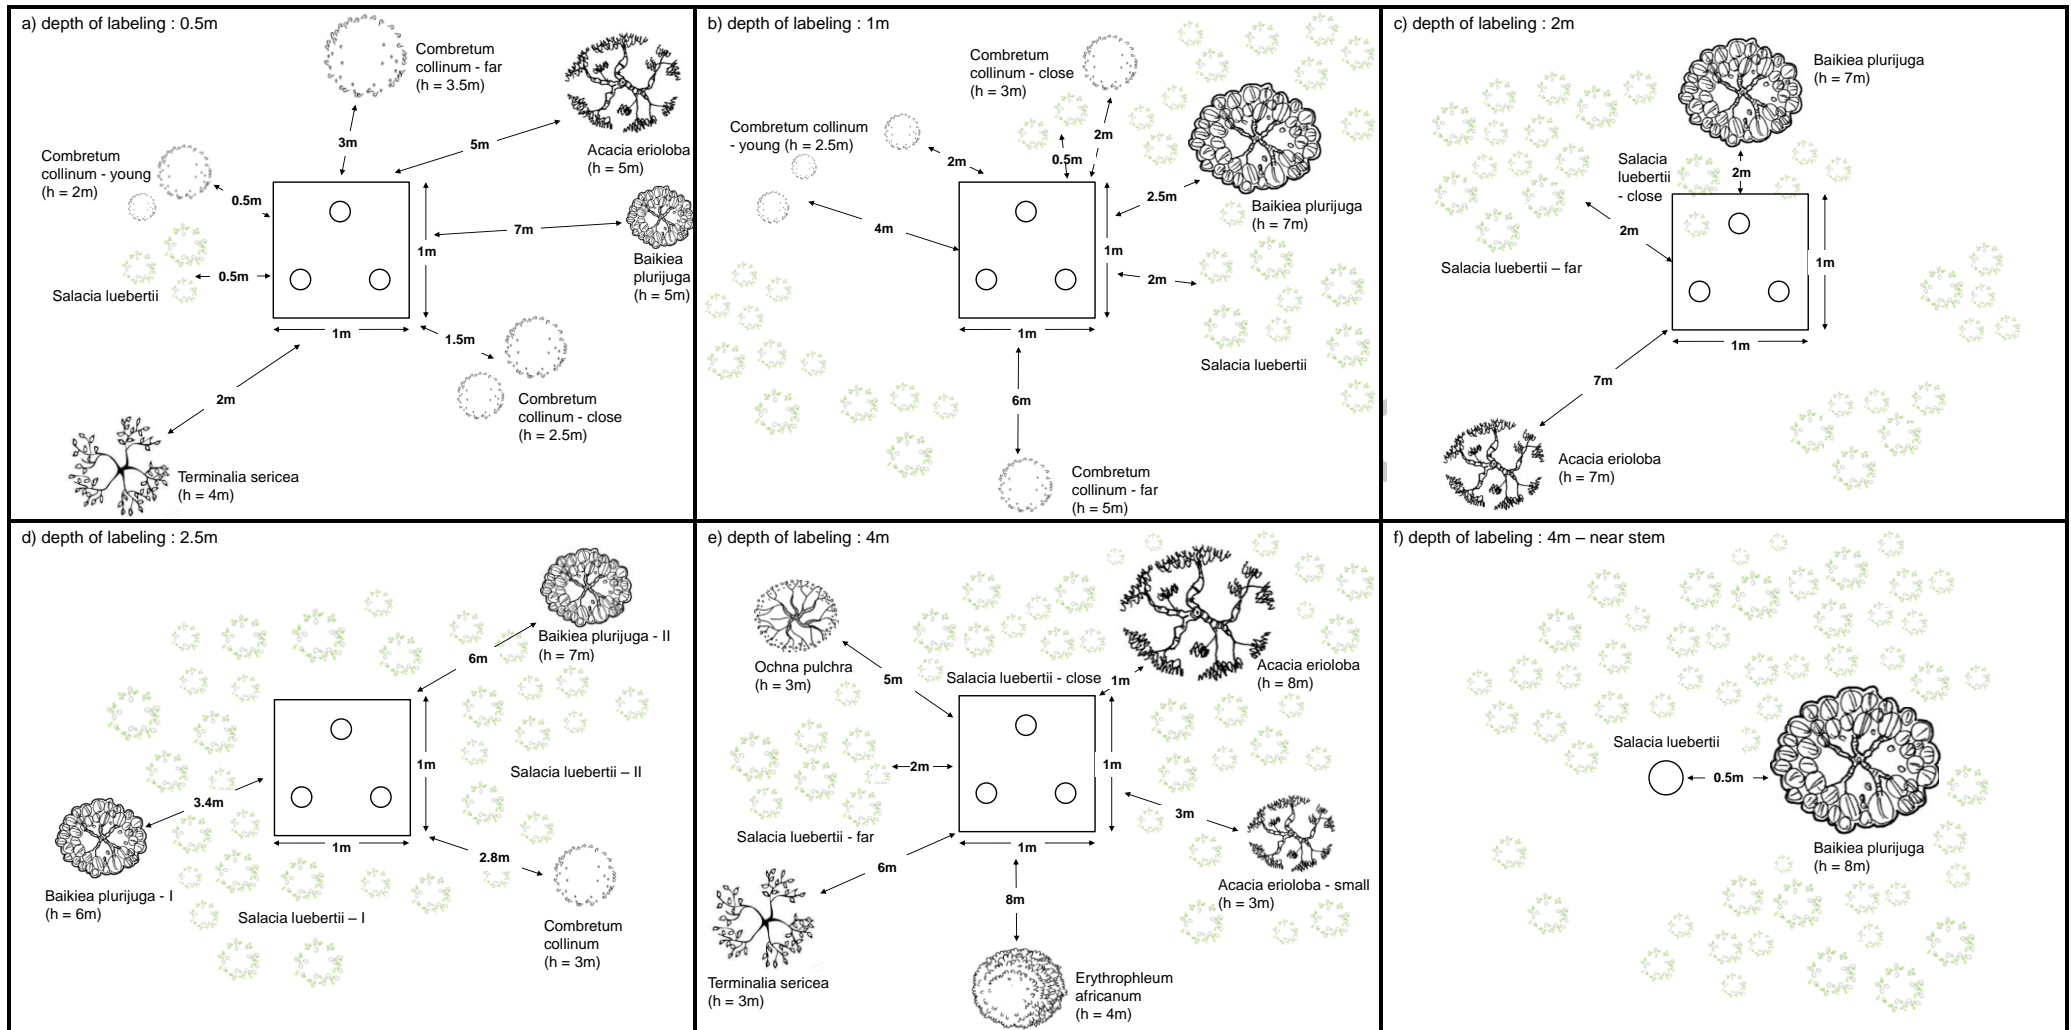 a) depth of labeling : 0.5m
Combretum
collinum - far
(h = 3.5m)
3m
5m
Acacia erioloba
(h = 5m)
Combretum
collinum - young
(h = 2m)
0.5m
7m
1m
Baikiea
plurijuga
(h = 5m)
0.5m
Salacia luebertii
1m
1.5m
Combretum
collinum - close
(h = 2.5m)
2m
Terminalia sericea
(h = 4m)
b) depth of labeling : 1m
Combretum
collinum - close
(h = 3m)
Combretum collinum
- young (h = 2.5m)
2m
0.5m
2m
2.5m
Baikiea plurijuga
(h = 7m)
4m
1m
2m
1m
Salacia luebertii
6m
Combretum
collinum - far
(h = 5m)
c) depth of labeling : 2m
Baikiea plurijuga
(h = 7m)
Salacia
luebertii
- close
2m
2m
Salacia luebertii – far
1m
1m
7m
Acacia erioloba
(h = 7m)
d) depth of labeling : 2.5m
Baikiea plurijuga - II
(h = 7m)
6m
1m
Salacia luebertii – II
3.4m
1m
2.8m
Baikiea plurijuga - I
(h = 6m)
Salacia luebertii – I
Combretum
collinum
(h = 3m)
e) depth of labeling : 4m
Ochna pulchra
(h = 3m)
5m
Salacia luebertii - close
1m
Acacia erioloba
(h = 8m)
2m
1m
3m
Salacia luebertii - far
1m
6m
Acacia erioloba - small
(h = 3m)
8m
Terminalia sericea
(h = 3m)
Erythrophleum
africanum
(h = 4m)
f) depth of labeling : 4m – near stem
Salacia luebertii
0.5m
Baikiea plurijuga
(h = 8m)